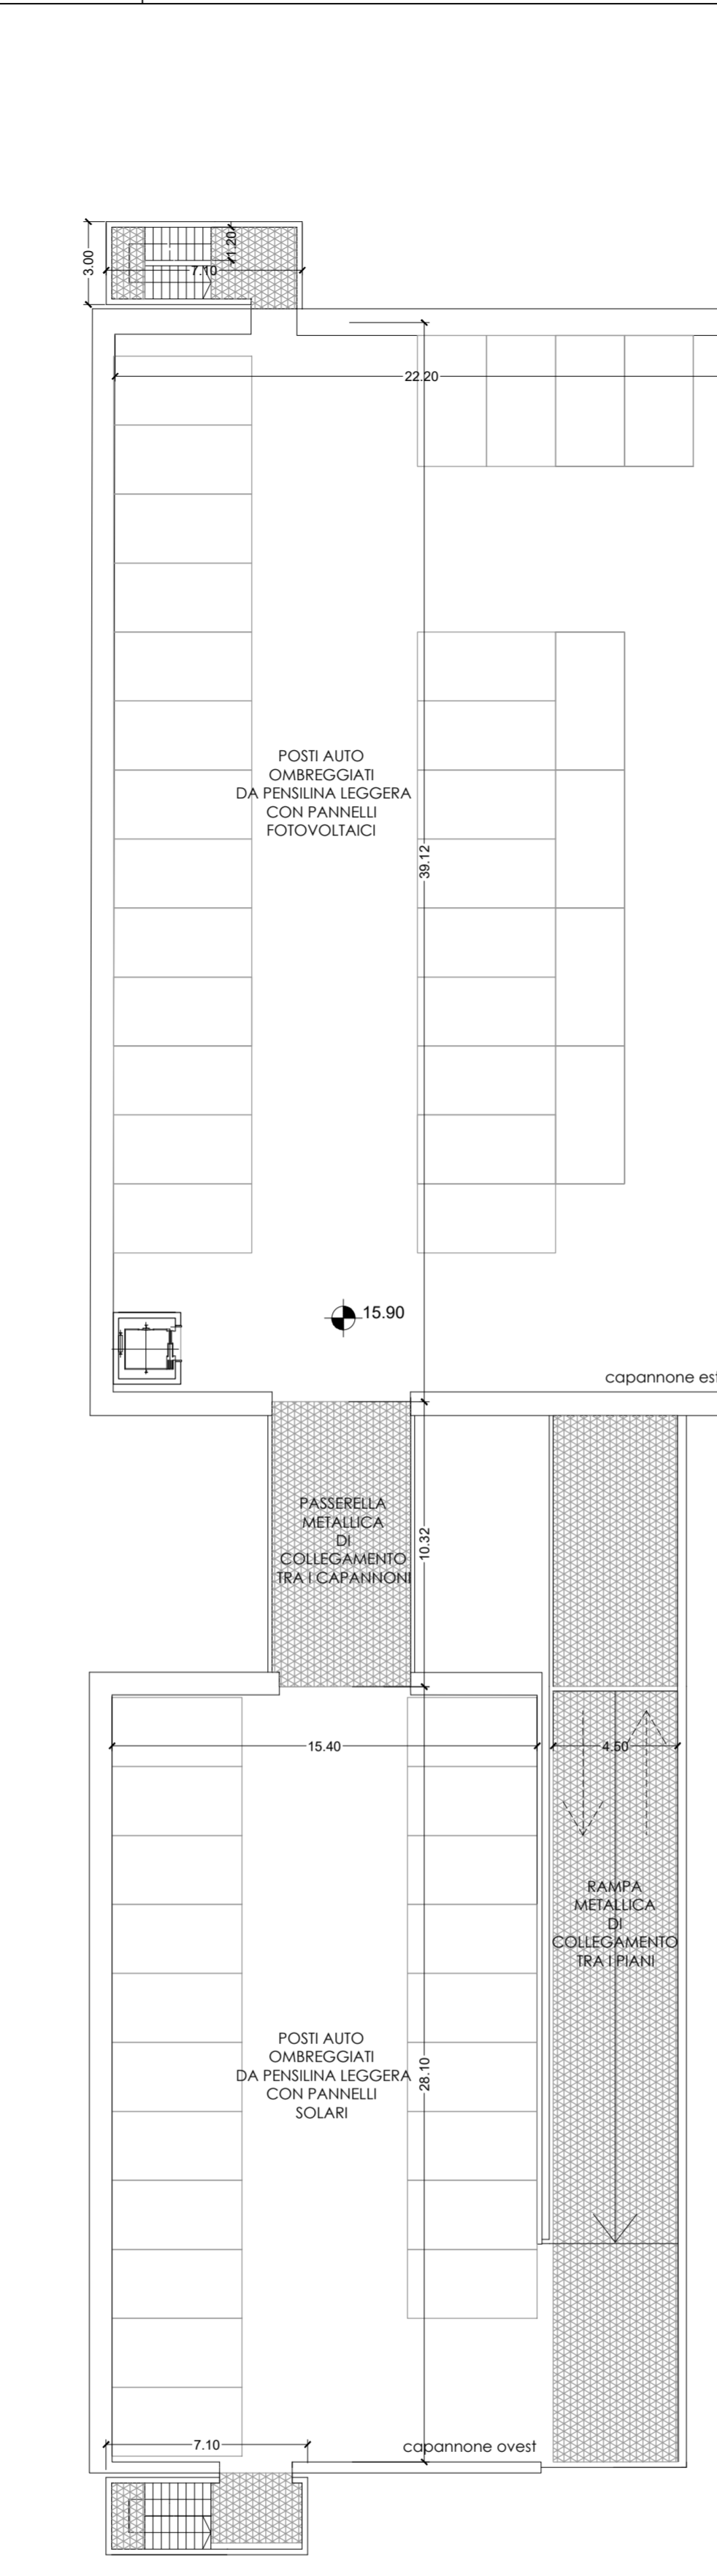 3.00
1.20
7.10
22.20
POSTI AUTO
OMBREGGIATI
DA PENSILINA LEGGERA
CON PANNELLI
FOTOVOLTAICI
39.12
15.90
capannone est
PASSERELLA
METALLICA
DI
COLLEGAMENTO
TRA I CAPANNONI
10.32
15.40
4.50
RAMPA
METALLICA
DI
COLLEGAMENTO
TRA I PIANI
POSTI AUTO
OMBREGGIATI
DA PENSILINA LEGGERA
CON PANNELLI
SOLARI
28.10
7.10
capannone ovest